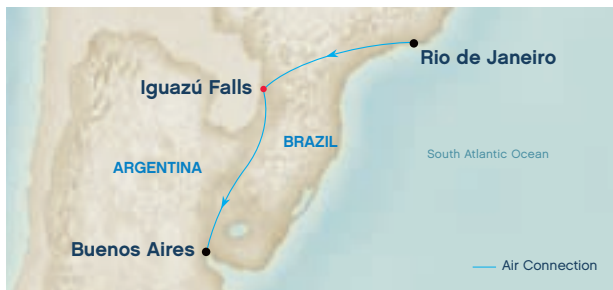 Rio de Janeiro
Iguazú Falls
BRAZIL
ARGENTINA
South Atlantic Ocean
Buenos Aires
Air Connection